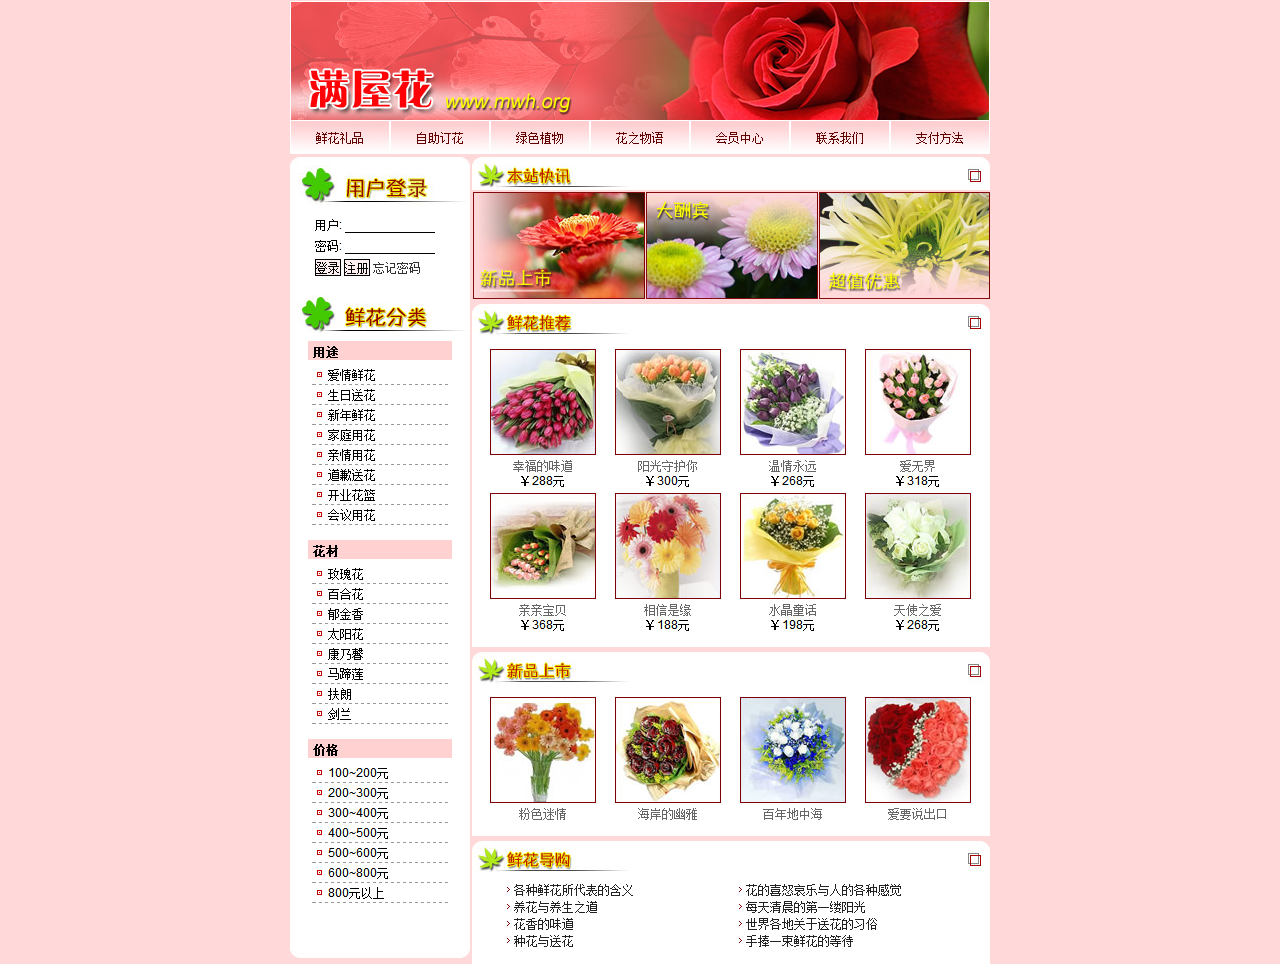 满屋花 www.mwh.org
鲜花礼品 自助订花 绿色植物 花之物语 会员中心 联系我们 支付方法
用户登录
用户:
密码:
登录 注册 忘记密码
鲜花分类
用途
爱情鲜花
生日送花
新年鲜花
家庭用花
亲情用花
道歉送花
开业花篮
会议用花
花材
玫瑰花
百合花
郁金香
太阳花
康乃馨
马蹄莲
扶朗
剑兰
价格
100~200元
200~300元
300~400元
400~500元
500~600元
600~800元
800元以上
本站快讯
新品上市 大酬宾 超值优惠
鲜花推荐
幸福的味道 阳光守护你 温情永远 爱无界
￥288元 ￥300元 ￥268元 ￥318元
亲亲宝贝 相信是缘 水晶童话 天使之爱
￥368元 ￥188元 ￥198元 ￥268元
新品上市
粉色迷情 海岸的幽雅 百年地中海 爱要说出口
鲜花导购
各种鲜花所代表的含义 花的喜怒哀乐与人的各种感觉
养花与养生之道 每天清晨的第一缕阳光
花香的味道 世界各地关于送花的习俗
种花与送花 手捧一束鲜花的等待